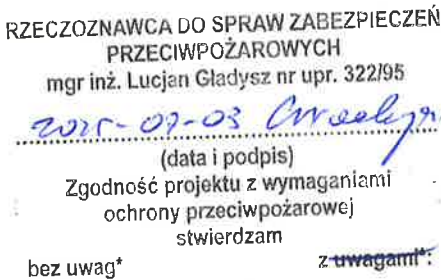 RZECZOZNAWCA DO SPRAW ZABEZPIECZEŃ
PRZECIWPOŻAROWYCH
mgr inż. Lucjan Gładysz nr upr. 322/95
2025-07-03
(data i podpis)
Zgodność projektu z wymaganiami
ochrony przeciwpożarowej
stwierdzam
bez uwag* z uwagami*: